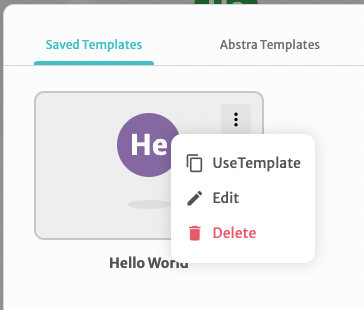 Saved Templates
Abstra Templates
He
UseTemplate
Edit
Delete
Hello World